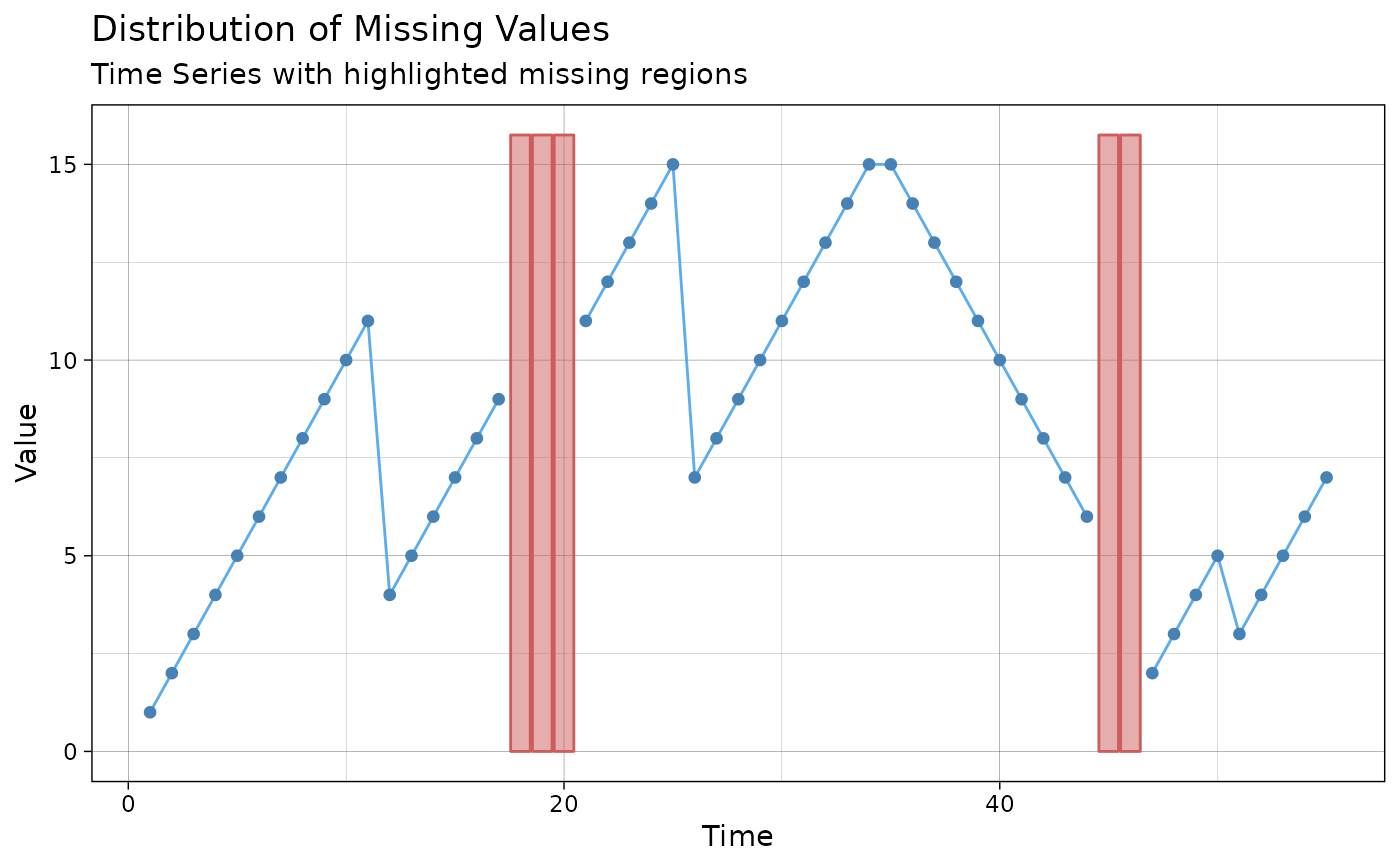 Distribution of Missing Values
Time Series with highlighted missing regions
15
10
5
0
Value
0 20 40
Time